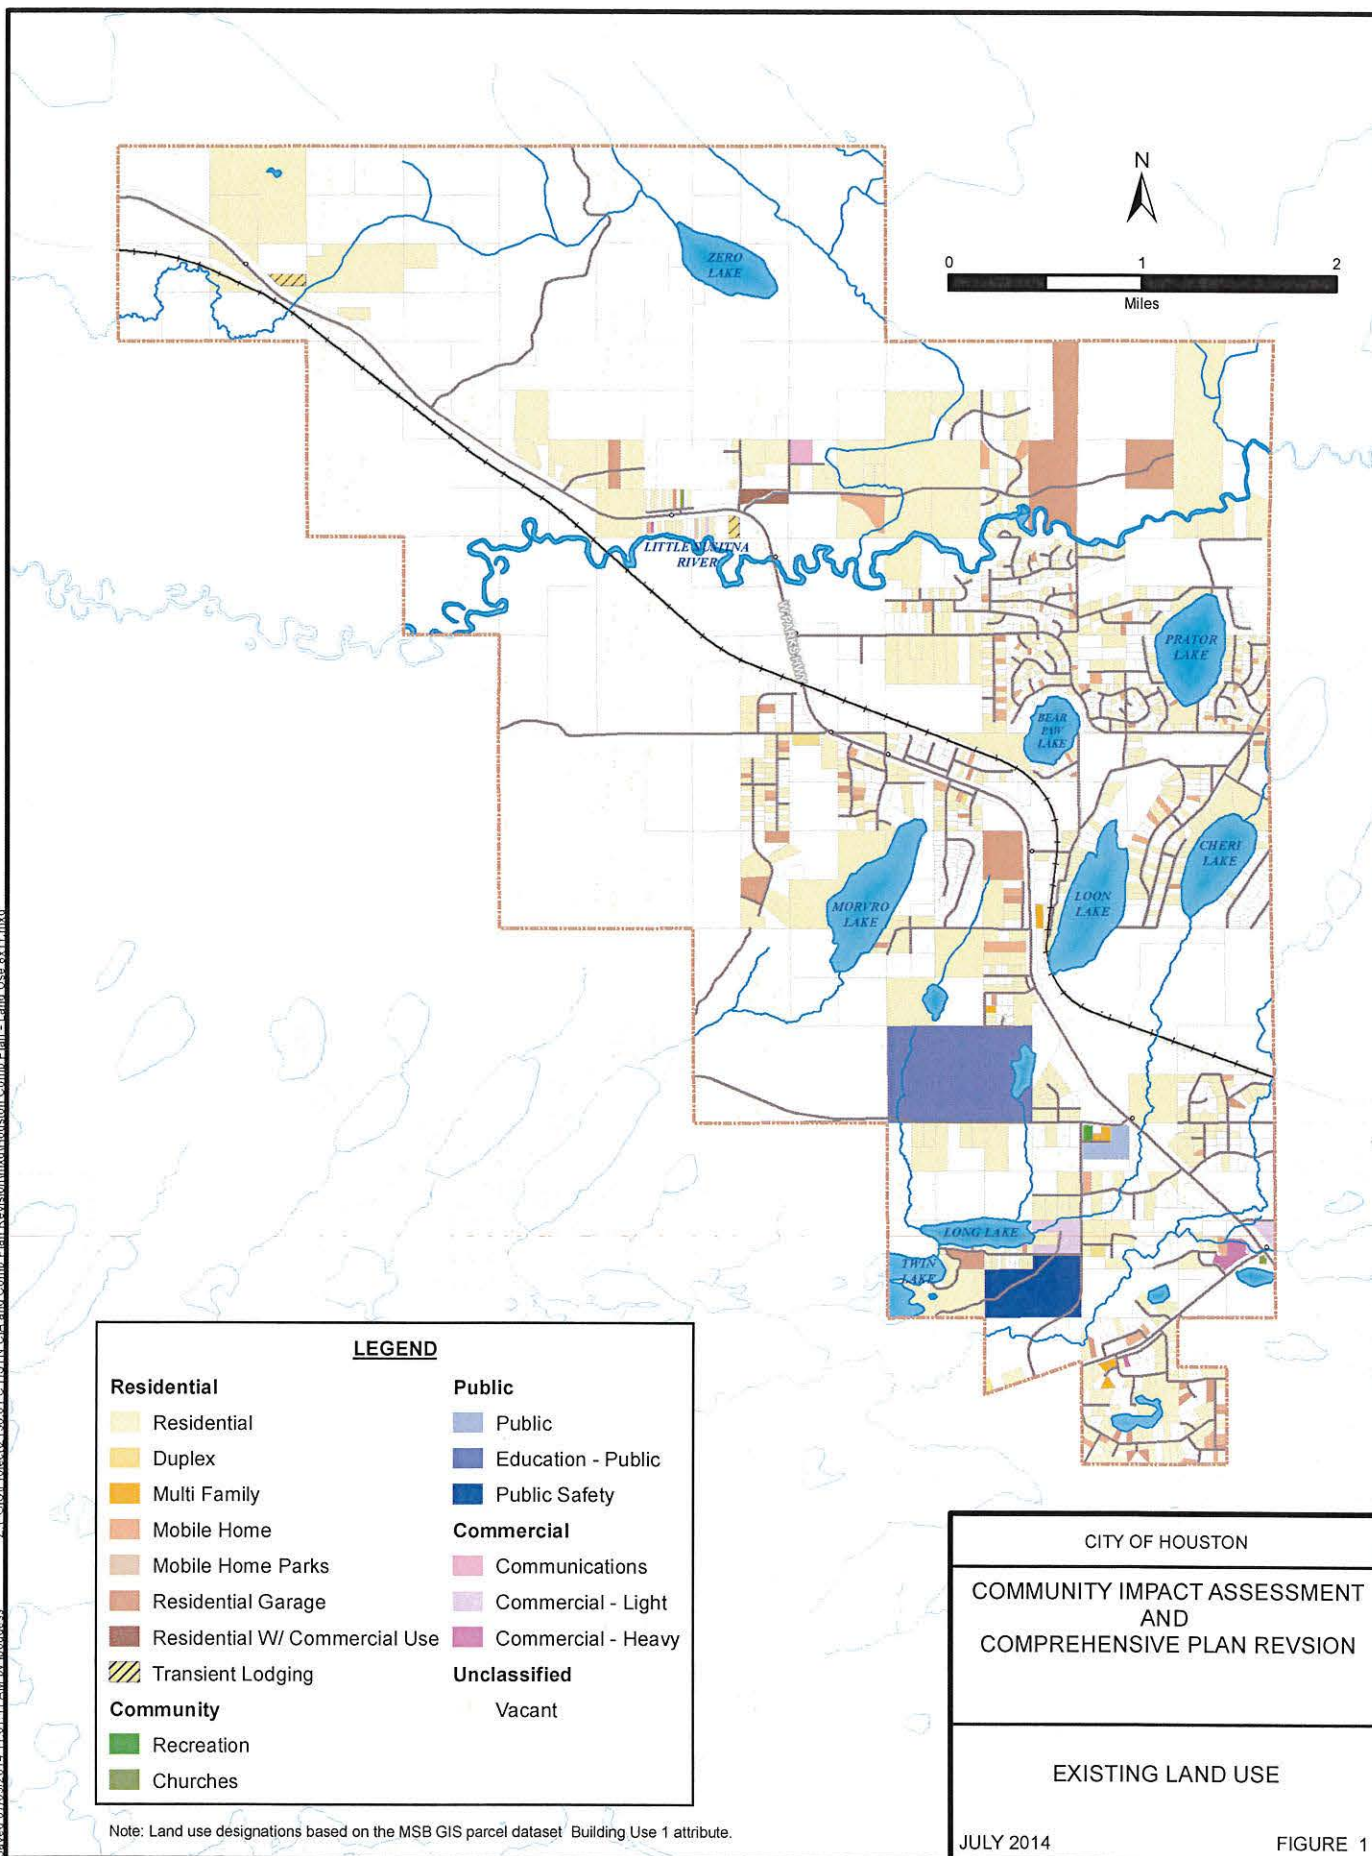 N
0 1 2
Miles
ZERO
LAKE
LITTLE SUSITNA
RIVER
W PARKS HWY
PRATOR
LAKE
BEAR
PAW
LAKE
CHERI
LAKE
LOON
LAKE
MORVRO
LAKE
LONG LAKE
TWIN
LAKE
LEGEND
Residential
Residential
Duplex
Multi Family
Mobile Home
Mobile Home Parks
Residential Garage
Residential W/ Commercial Use
Transient Lodging
Community
Recreation
Churches
Public
Public
Education - Public
Public Safety
Commercial
Communications
Commercial - Light
Commercial - Heavy
Unclassified
Vacant
Note: Land use designations based on the MSB GIS parcel dataset Building Use 1 attribute.
CITY OF HOUSTON
COMMUNITY IMPACT ASSESSMENT
AND
COMPREHENSIVE PLAN REVSION
EXISTING LAND USE
JULY 2014 FIGURE 1